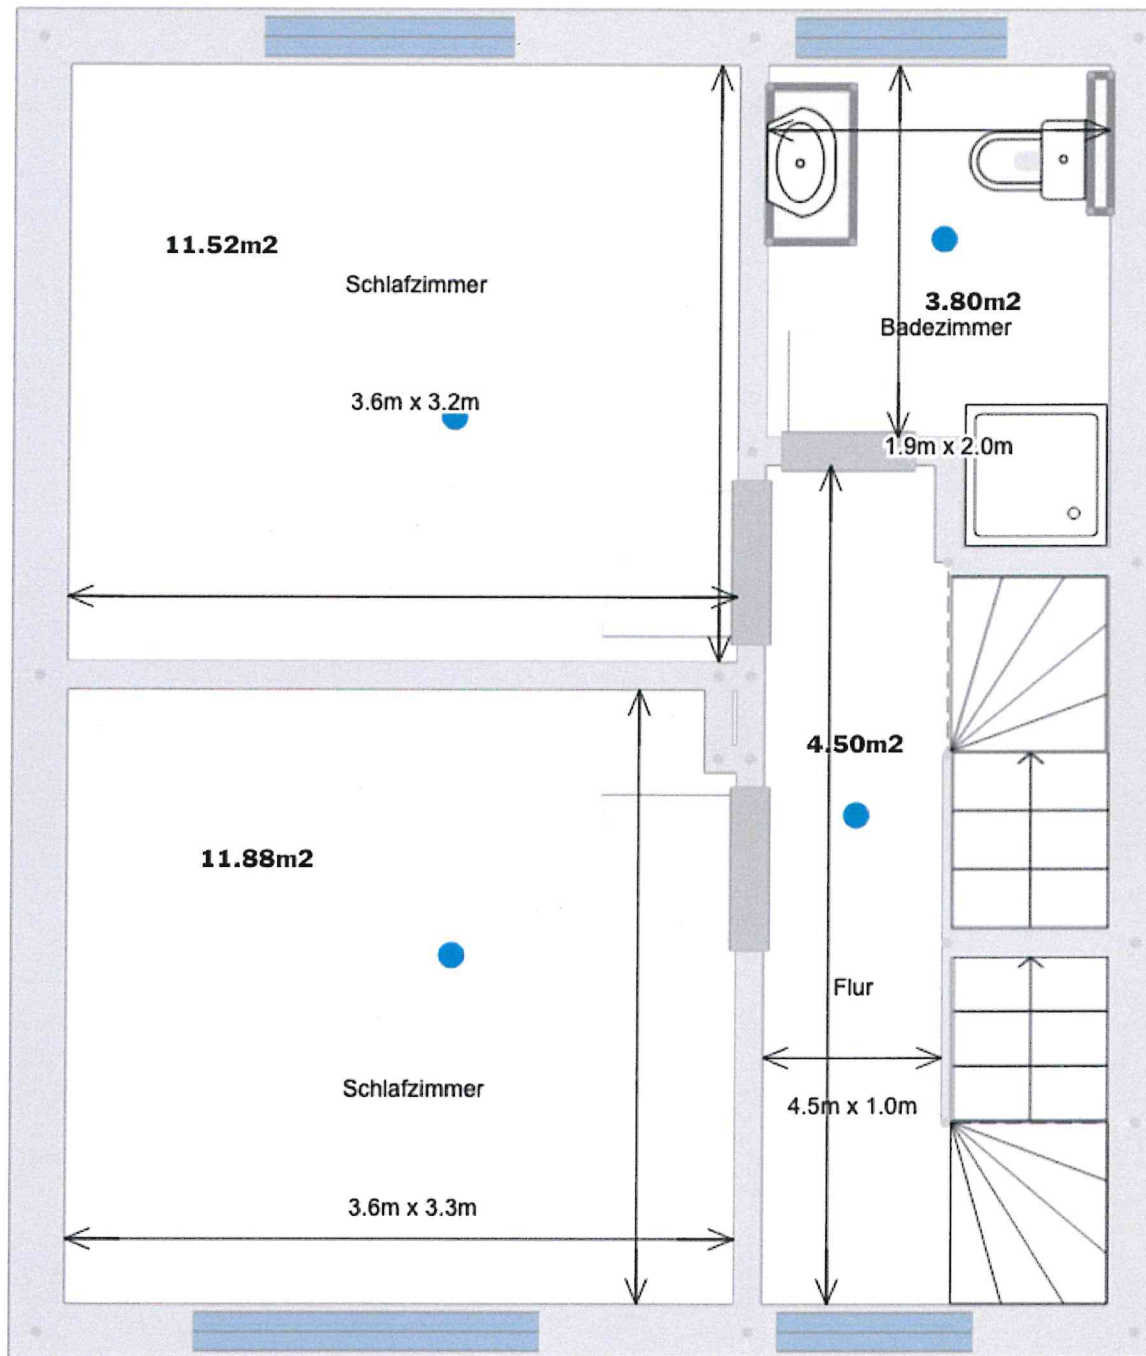 11.52m2
Schlafzimmer
3.6m x 3.2m
3.80m2
Badezimmer
1.9m x 2.0m
4.50m2
Flur
4.5m x 1.0m
11.88m2
Schlafzimmer
3.6m x 3.3m